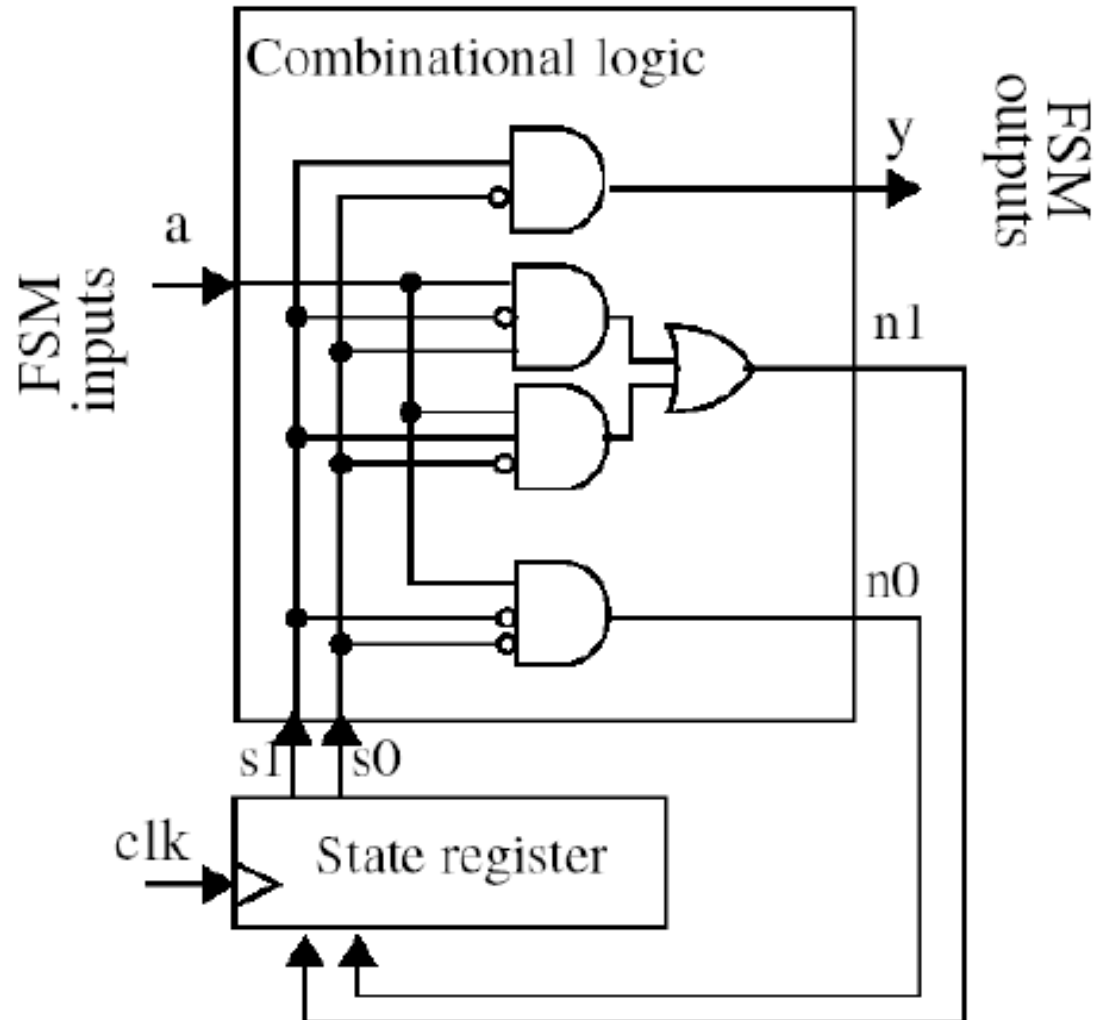 Combinational logic
y
FSM
outputs
a
FSM
inputs
n1
n0
s1
s0
clk
State register